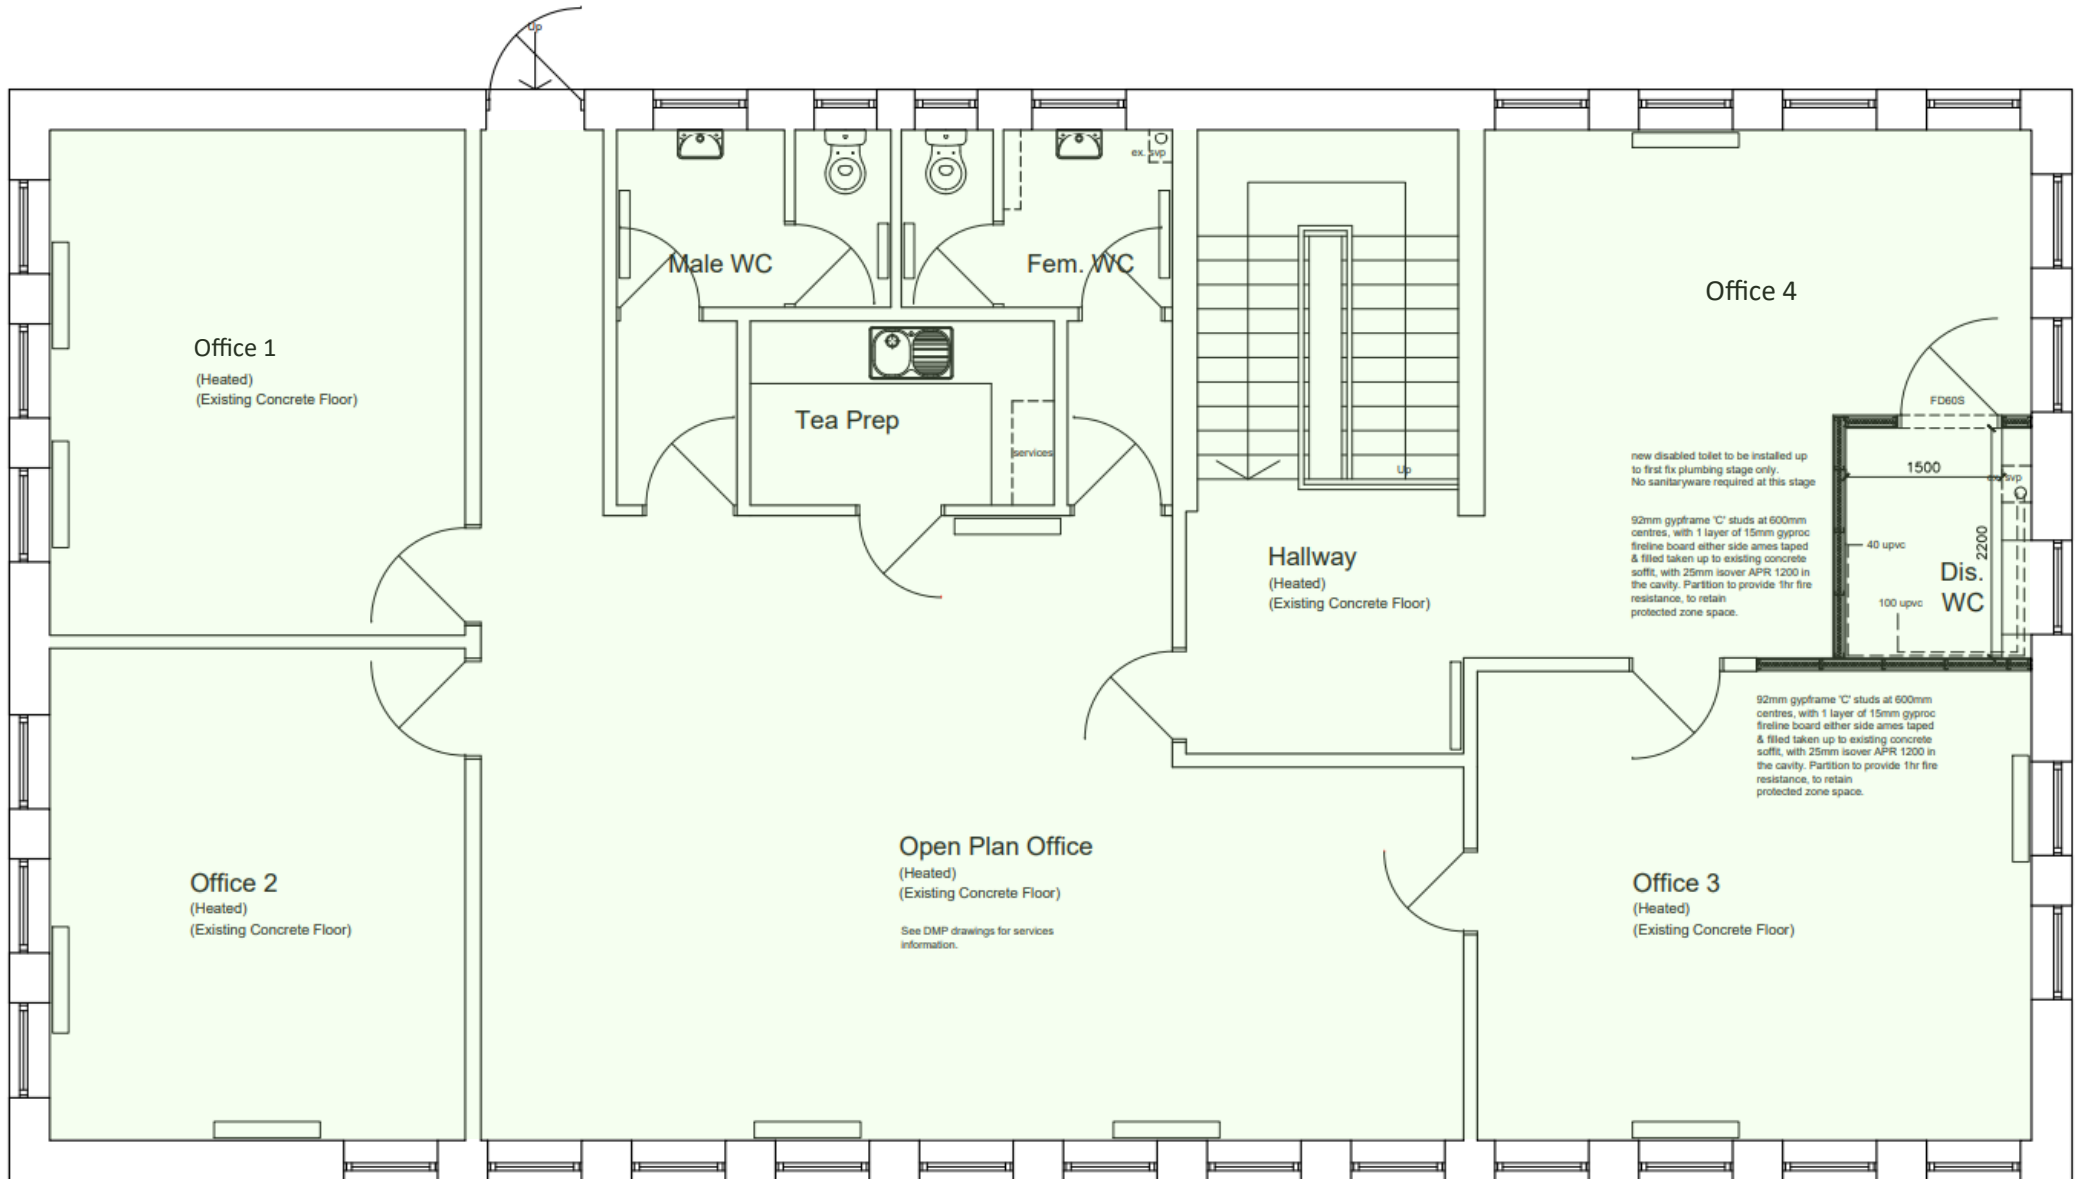 Up
ex. svp
Male WC
Fem. WC
Office 4
Office 1
(Heated)
(Existing Concrete Floor)
Tea Prep
services
Up
FD60S
new disabled toilet to be installed up
to first fix plumbing stage only.
No sanitaryware required at this stage
1500
ex. svp
92mm gypframe 'C' studs at 600mm
centres, with 1 layer of 15mm gyproc
fireline board either side ames taped
& filled taken up to existing concrete
soffit, with 25mm isover APR 1200 in
the cavity. Partition to provide 1hr fire
resistance, to retain
protected zone space.
40 upvc
2200
Dis.
WC
100 upvc
Hallway
(Heated)
(Existing Concrete Floor)
92mm gypframe 'C' studs at 600mm
centres, with 1 layer of 15mm gyproc
fireline board either side ames taped
& filled taken up to existing concrete
soffit, with 25mm isover APR 1200 in
the cavity. Partition to provide 1hr fire
resistance, to retain
protected zone space.
Open Plan Office
(Heated)
(Existing Concrete Floor)
See DMP drawings for services
information.
Office 2
(Heated)
(Existing Concrete Floor)
Office 3
(Heated)
(Existing Concrete Floor)